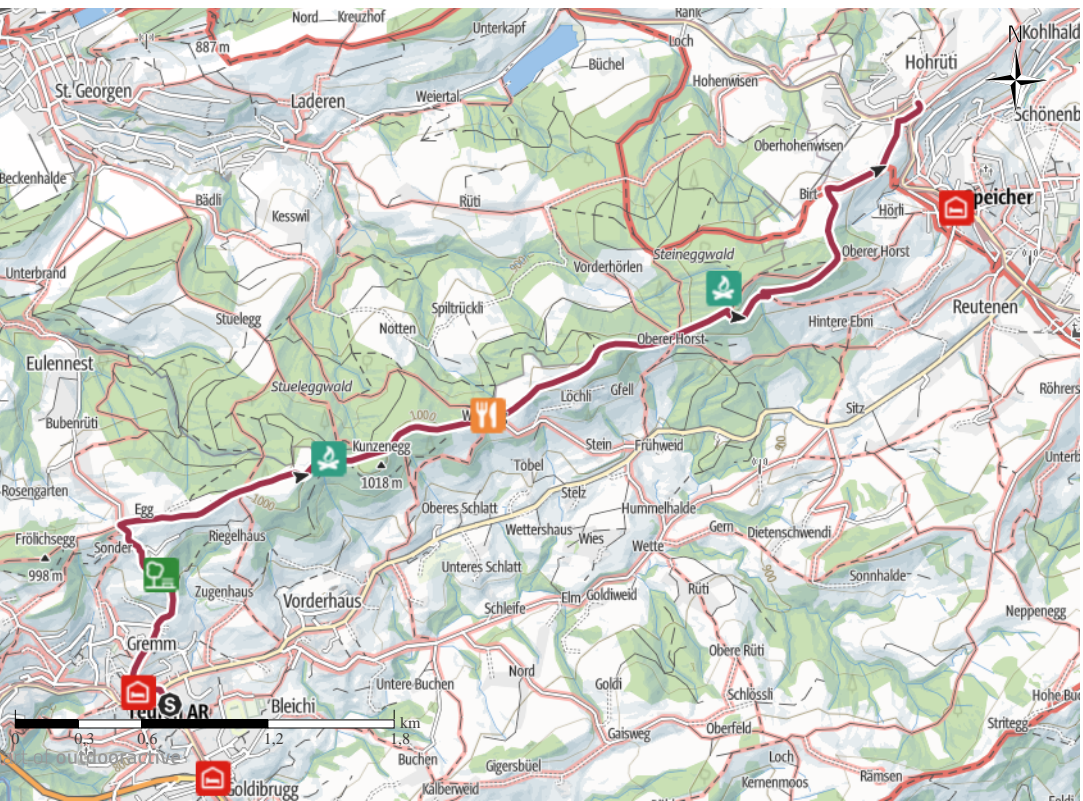 Nord
Kreuzhof
Unterkapf
Rank
N
Kohlhald
887 m
Loch
Büchel
Hohrüti
St. Georgen
Hohenwisen
Laderen
Weiertal
Schönenb
Oberhohenwisen
Beckenhalde
Birt
Bädli
Rüti
Kesswil
Hörli
peicher
Steineggwald
Oberer Horst
900
Vorderhörlen
Unterbrand
Spiltrückli
Reutenen
Stuelegg
Notten
Hintere Ebni
Oberer Horst
Eulennest
Stueleggwald
Löchli
Gfell
Röhrers
Sitz
Bubenrüti
1000
W
Kunzenegg
Stein
Frühweid
Tobel
1018 m
Rosengarten
Stelz
Unterb
1000
Egg
Oberes Schlatt
Hummelhalde
Riegelhaus
Wettershaus
Wies
Gern
Dietenschwendi
Frölichsegg
Sonder
Wette
998 m
Unteres Schlatt
900
Sonnhalde
Zugenhaus
Vorderhaus
Elm
Goldiweid
Rüti
Schleife
Neppenegg
Gremm
Obere Rüti
Nord
Untere Buchen
Goldi
Schlössli
Hohe Bu
S
Bleichi
Stritegg
AR
km
Oberfeld
Gaisweg
0
0,3
0,6
1,2
1,8
Buchen
Loch
Gigersbüel
Ramsen
Goldibrugg
Kälberweid
Kernenmoos